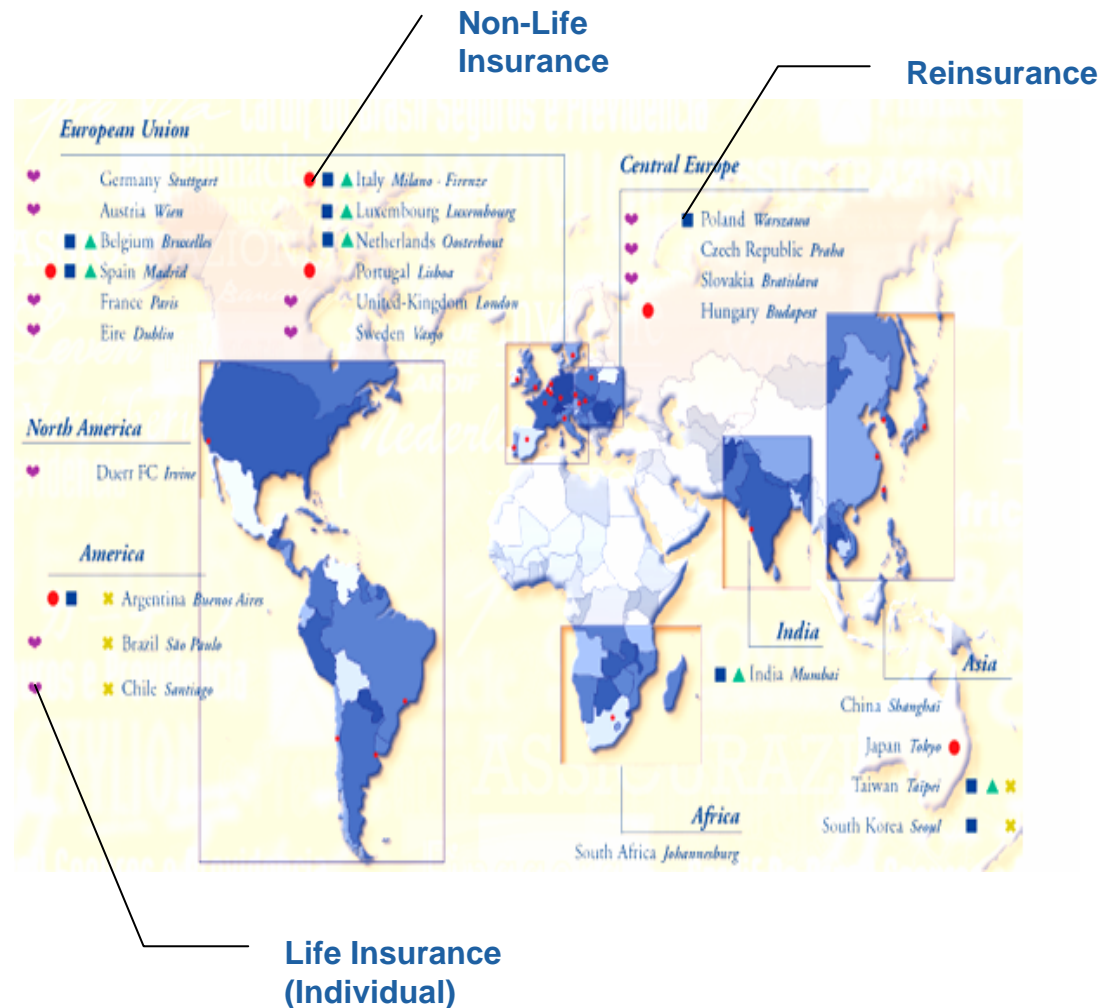 Non-Life
Insurance
Reinsurance
European Union
Germany Stuttgart
Austria Wien
Belgium Bruxelles
Spain Madrid
France Paris
Eire Dublin
Italy Milano - Firenze
Luxembourg Luxembourg
Netherlands Oosterhout
Portugal Lisboa
United-Kingdom London
Sweden Vaxjo
Central Europe
Poland Warszawa
Czech Republic Praha
Slovakia Bratislava
Hungary Budapest
North America
Duerr FC Irvine
America
Argentina Buenos Aires
Brazil São Paulo
Chile Santiago
India
India Mumbai
Asia
China Shanghaï
Japan Tokyo
Taiwan Taïpei
South Korea Seoul
Africa
South Africa Johannesburg
ASSICURAZI
Life Insurance
(Individual)